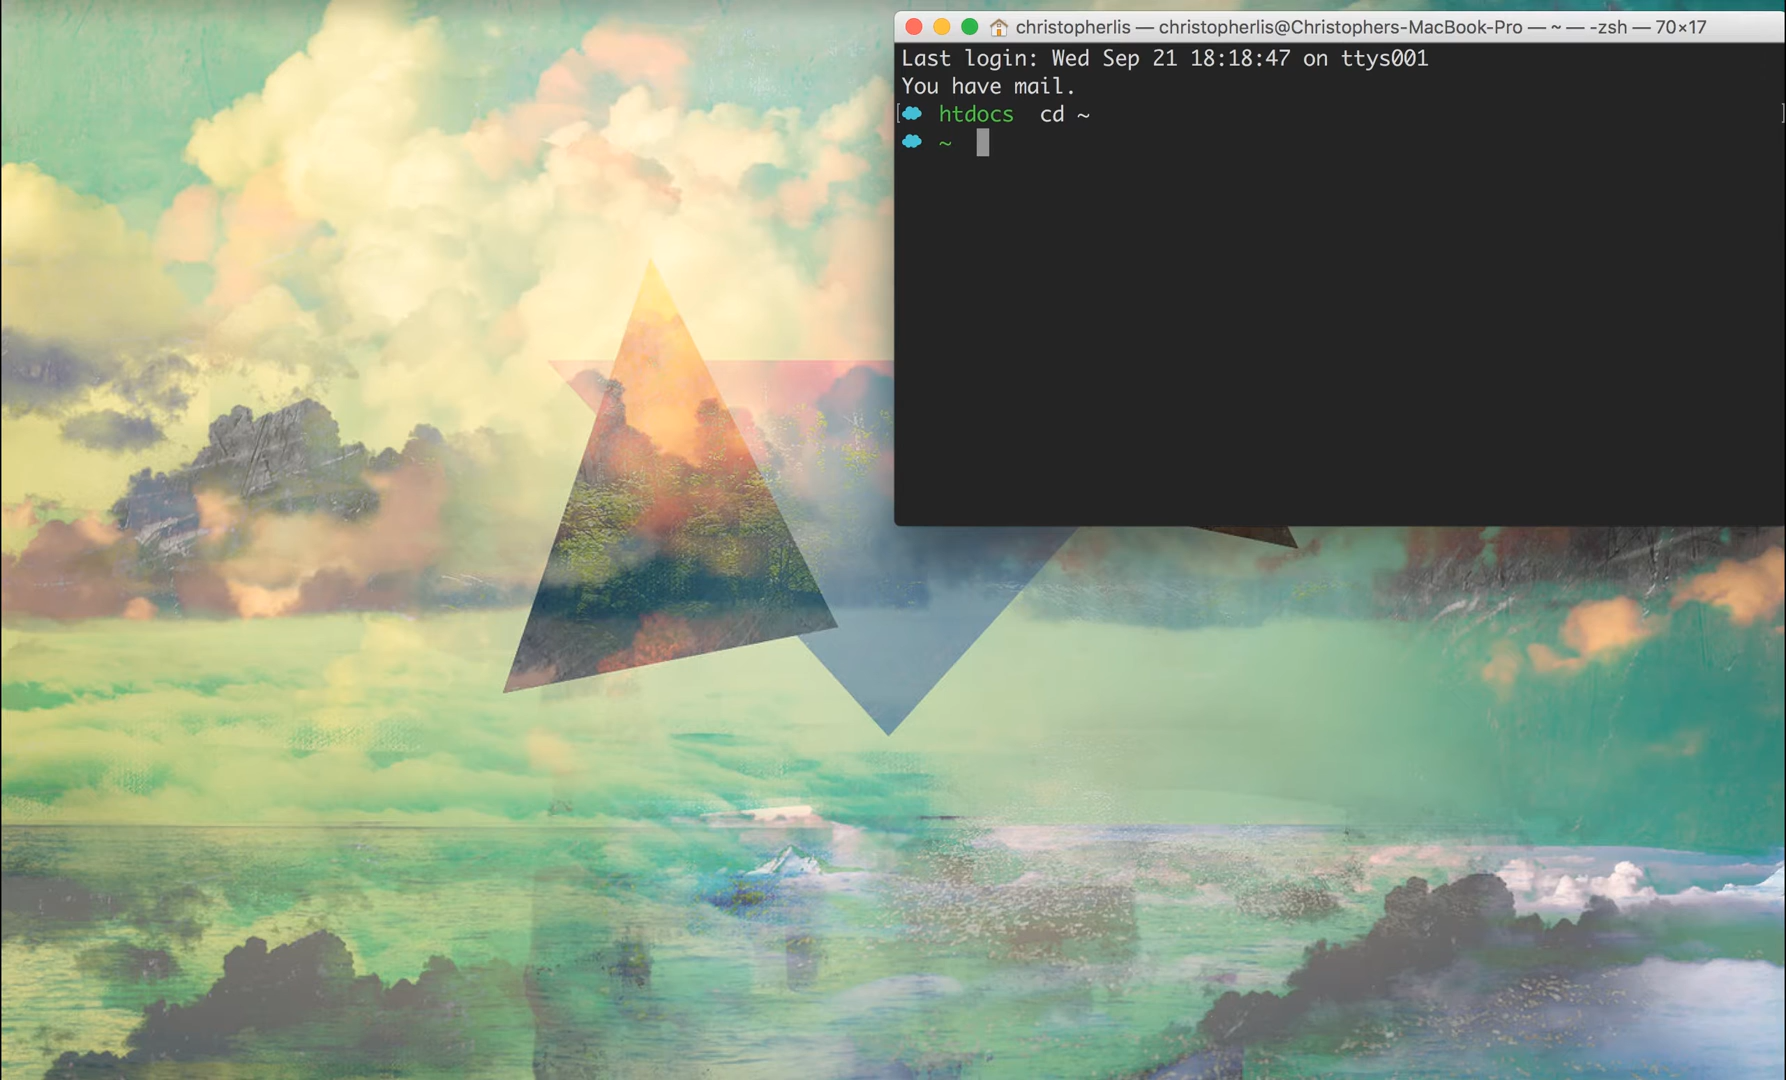 christopherlis — christopherlis@Christophers-MacBook-Pro — ~ — -zsh — 70×17
Last login: Wed Sep 21 18:18:47 on ttys001
You have mail.
htdocs cd ~
~